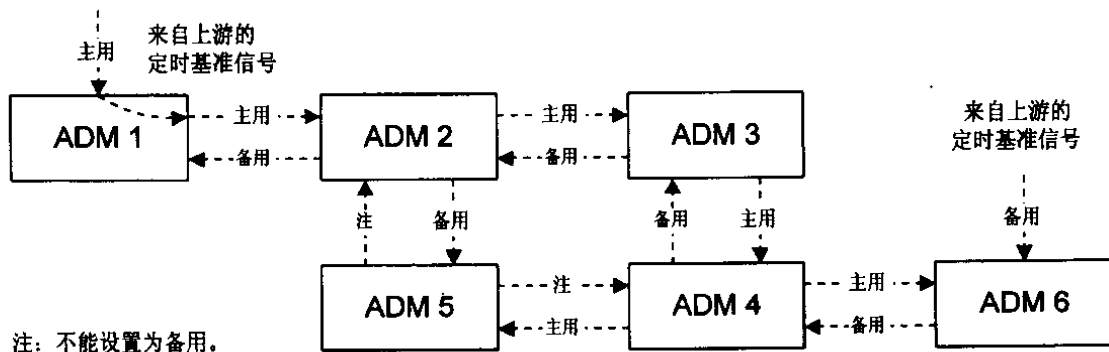 主用
来自上游的
定时基准信号
ADM 1
主用
备用
ADM 2
主用
备用
ADM 3
来自上游的
定时基准信号
注
备用
备用
主用
备用
ADM 5
注
主用
ADM 4
主用
备用
ADM 6
注：不能设置为备用。